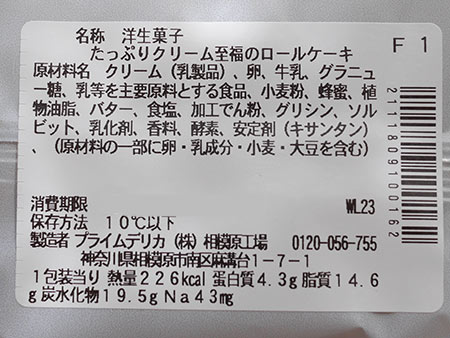 名称 洋生菓子
たっぷりクリーム至福のロールケーキ
F1
原材料名 クリーム（乳製品）、卵、牛乳、グラニュ
ー糖、乳等を主要原料とする食品、小麦粉、蜂蜜、植
物油脂、バター、食塩、加工でん粉、グリシン、ソル
ビット、乳化剤、香料、酵素、安定剤（キサンタン）
、（原材料の一部に卵・乳成分・小麦・大豆を含む）
消費期限 WL23
保存方法 10℃以下
製造者 プライムデリカ（株）相模原工場 0120-056-755
神奈川県相模原市南区麻溝台1-7-1
1包装当り 熱量226kcal 蛋白質4.3g 脂質14.6
g 炭水化物19.5g Na43mg
2111809100162